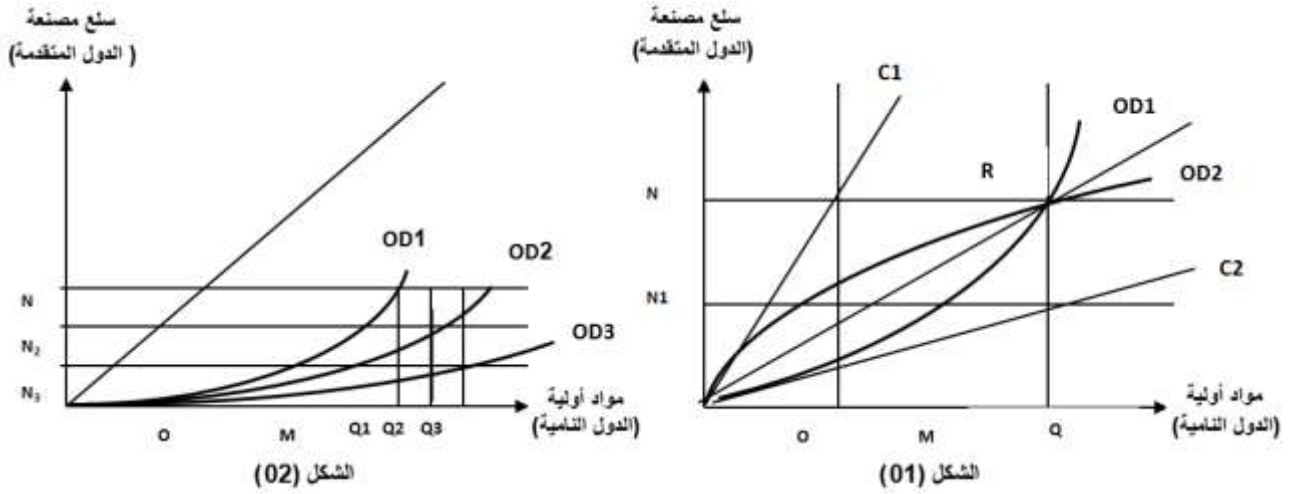 سلع مصنعة
(الدول المتقدمة)
C1
OD1
R
OD2
N
C2
N1
مواد أولية
(الدول النامية)
O M Q
الشكل (01)
سلع مصنعة
( الدول المتقدمة)
OD1
OD2
N
OD3
N₂
N₃
مواد أولية
(الدول النامية)
O M Q1 Q2 Q3
الشكل (02)